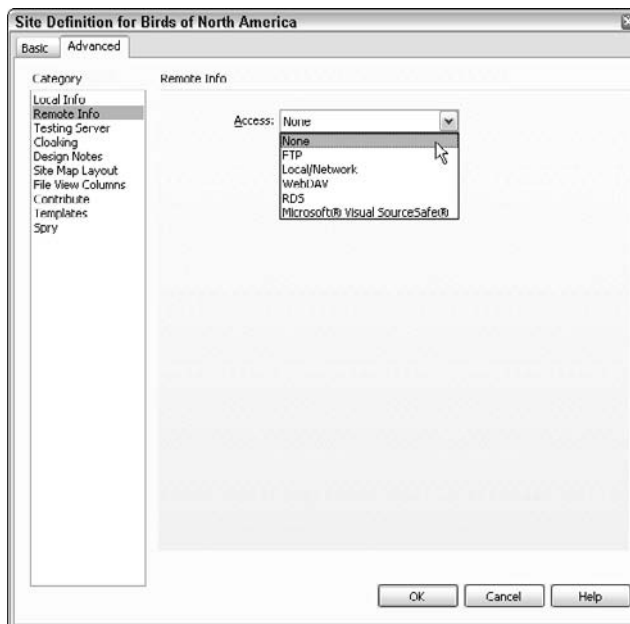 Site Definition for Birds of North America
Basic Advanced
Category
Local Info
Remote Info
Testing Server
Cloaking
Design Notes
Site Map Layout
File View Columns
Contribute
Templates
Spry
Remote Info
Access: None
None
FTP
Local/Network
WebDAV
RDS
Microsoft® Visual SourceSafe®
OK Cancel Help